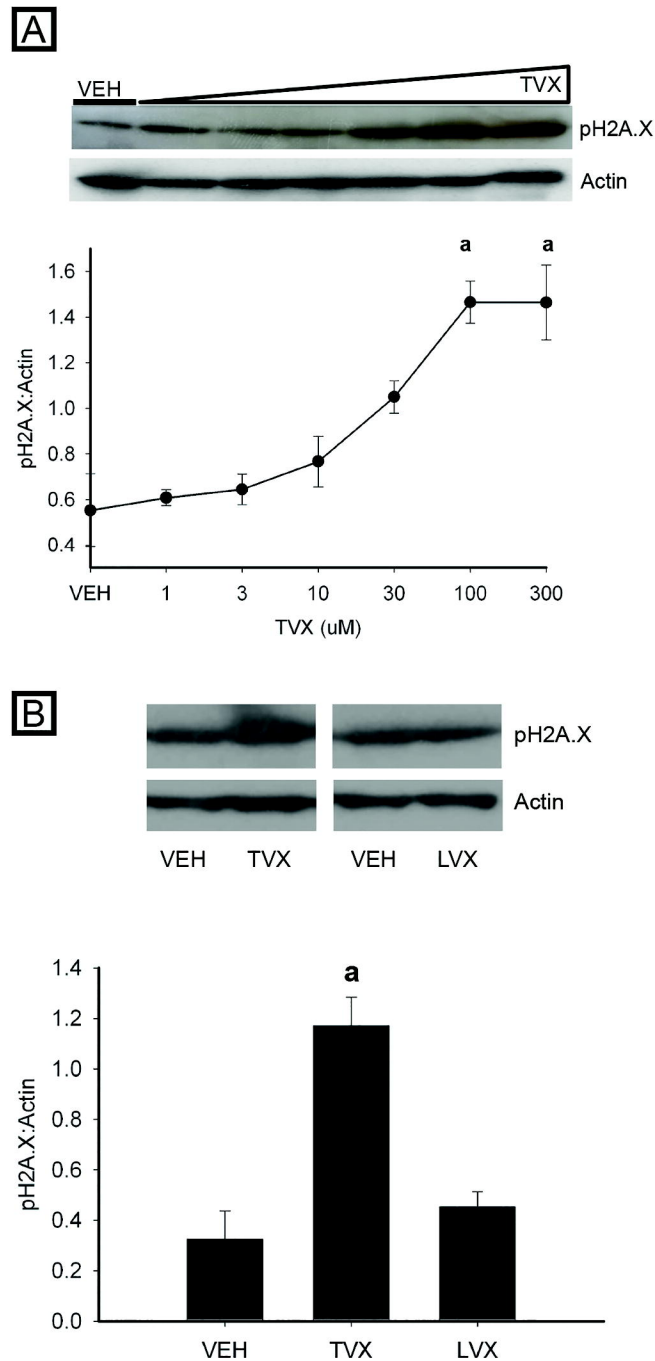 A
VEH
TVX
pH2A.X
Actin
a a
1.6
1.4
1.2
1.0
0.8
0.6
0.4
pH2A.X:Actin
VEH 1 3 10 30 100 300
TVX (uM)
B
pH2A.X
Actin
VEH TVX VEH LVX
a
1.4
1.2
1.0
0.8
0.6
0.4
0.2
0.0
pH2A.X:Actin
VEH TVX LVX